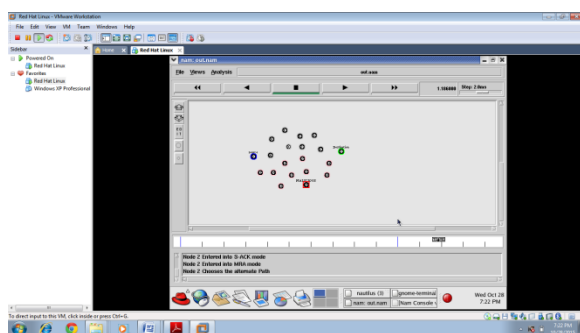 Red Hat Linux - VMware Workstation
File Edit View VM Team Windows Help
Sidebar
Home
Red Hat Linux
Powered On
Red Hat Linux
Favorites
Red Hat Linux
Windows XP Professional
nam: out.nam
File Views Analysis
out.nam
Step: 2.0ms
Node 2 Entered into S-ACK mode
Node 2 Entered into MRA mode
Node 2 Chooses the alternate Path
nautilus (3)
gnome-terminal
nam: out.nam
Nam Console
Wed Oct 28
7:22 PM
To direct input to this VM, click inside or press Ctrl+G.
7:22 PM